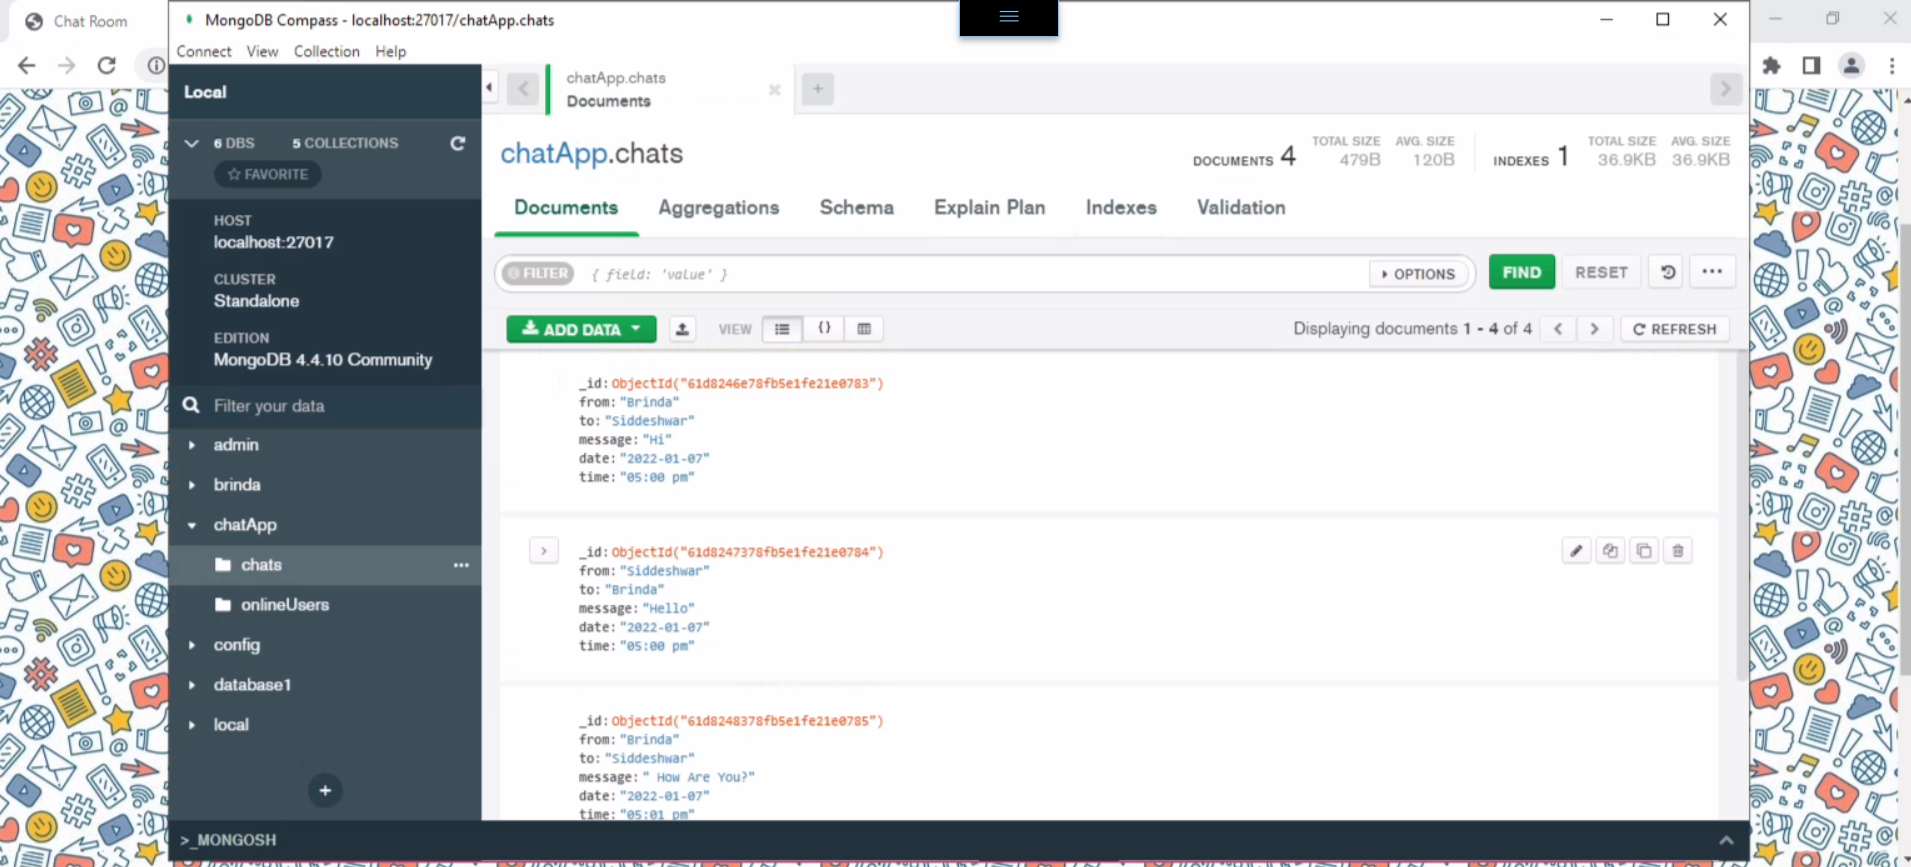 Chat Room
MongoDB Compass - localhost:27017/chatApp.chats
Connect View Collection Help
Local
6 DBS 5 COLLECTIONS
FAVORITE
HOST
localhost:27017
CLUSTER
Standalone
EDITION
MongoDB 4.4.10 Community
Filter your data
admin
brinda
chatApp
chats
onlineUsers
config
database1
local
chatApp.chats
Documents
chatApp.chats
DOCUMENTS 4 TOTAL SIZE 479B AVG. SIZE 120B INDEXES 1 TOTAL SIZE 36.9KB AVG. SIZE 36.9KB
Documents Aggregations Schema Explain Plan Indexes Validation
FILTER { field: 'value' } OPTIONS FIND RESET
ADD DATA VIEW {} Displaying documents 1 - 4 of 4 REFRESH
_id: ObjectId("61d8246e78fb5e1fe21e0783")
from: "Brinda"
to: "Siddeshwar"
message: "Hi"
date: "2022-01-07"
time: "05:00 pm"
_id: ObjectId("61d8247378fb5e1fe21e0784")
from: "Siddeshwar"
to: "Brinda"
message: "Hello"
date: "2022-01-07"
time: "05:00 pm"
_id: ObjectId("61d8248378fb5e1fe21e0785")
from: "Brinda"
to: "Siddeshwar"
message: " How Are You?"
date: "2022-01-07"
time: "05:01 pm"
>_MONGOSH